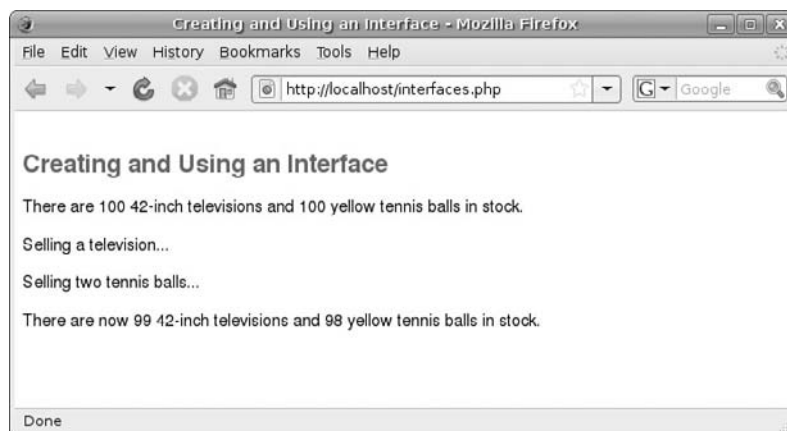 Creating and Using an Interface - Mozilla Firefox
File Edit View History Bookmarks Tools Help
http://localhost/interfaces.php G Google
Creating and Using an Interface
There are 100 42-inch televisions and 100 yellow tennis balls in stock.
Selling a television...
Selling two tennis balls...
There are now 99 42-inch televisions and 98 yellow tennis balls in stock.
Done